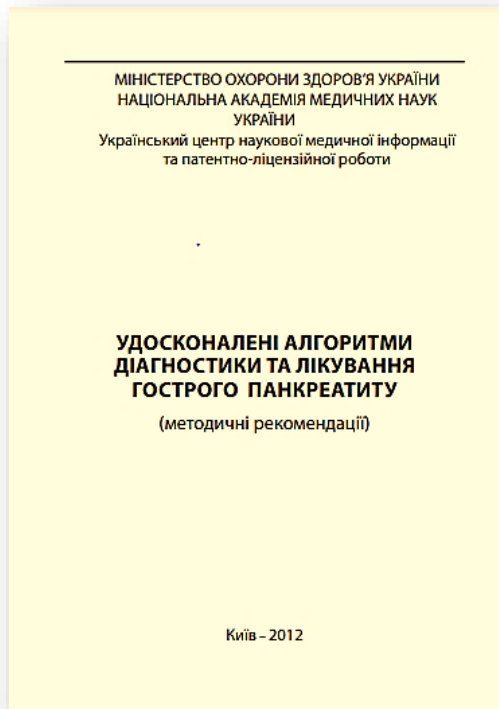 МІНІСТЕРСТВО ОХОРОНИ ЗДОРОВ'Я УКРАЇНИ
НАЦІОНАЛЬНА АКАДЕМІЯ МЕДИЧНИХ НАУК
УКРАЇНИ
Український центр наукової медичної інформації
та патентно-ліцензійної роботи
УДОСКОНАЛЕНІ АЛГОРИТМИ
ДІАГНОСТИКИ ТА ЛІКУВАННЯ
ГОСТРОГО ПАНКРЕАТИТУ
(методичні рекомендації)
Київ – 2012